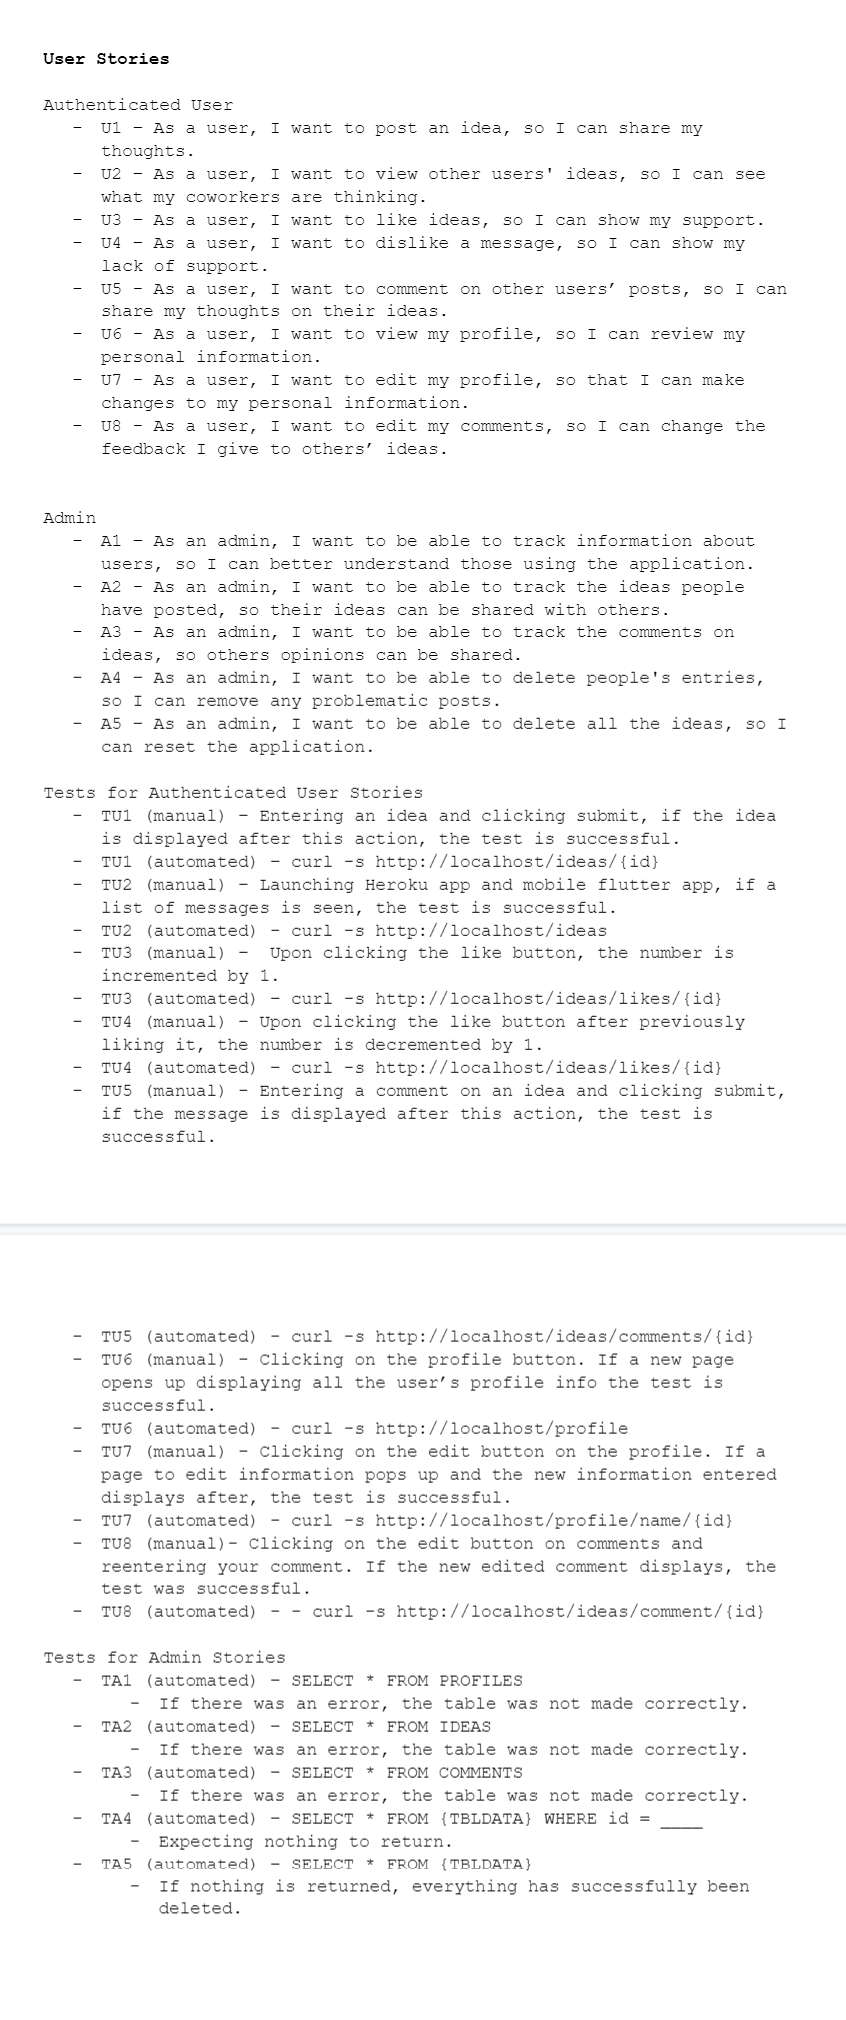 User Stories
Authenticated User
- U1 - As a user, I want to post an idea, so I can share my
thoughts.
- U2 - As a user, I want to view other users' ideas, so I can see
what my coworkers are thinking.
- U3 - As a user, I want to like ideas, so I can show my support.
- U4 - As a user, I want to dislike a message, so I can show my
lack of support.
- U5 - As a user, I want to comment on other users’ posts, so I can
share my thoughts on their ideas.
- U6 - As a user, I want to view my profile, so I can review my
personal information.
- U7 - As a user, I want to edit my profile, so that I can make
changes to my personal information.
- U8 - As a user, I want to edit my comments, so I can change the
feedback I give to others’ ideas.
Admin
- A1 - As an admin, I want to be able to track information about
users, so I can better understand those using the application.
- A2 - As an admin, I want to be able to track the ideas people
have posted, so their ideas can be shared with others.
- A3 - As an admin, I want to be able to track the comments on
ideas, so others opinions can be shared.
- A4 - As an admin, I want to be able to delete people's entries,
so I can remove any problematic posts.
- A5 - As an admin, I want to be able to delete all the ideas, so I
can reset the application.
Tests for Authenticated User Stories
- TU1 (manual) - Entering an idea and clicking submit, if the idea
is displayed after this action, the test is successful.
- TU1 (automated) - curl -s http://localhost/ideas/{id}
- TU2 (manual) - Launching Heroku app and mobile flutter app, if a
list of messages is seen, the test is successful.
- TU2 (automated) - curl -s http://localhost/ideas
- TU3 (manual) -  Upon clicking the like button, the number is
incremented by 1.
- TU3 (automated) - curl -s http://localhost/ideas/likes/{id}
- TU4 (manual) - Upon clicking the like button after previously
liking it, the number is decremented by 1.
- TU4 (automated) - curl -s http://localhost/ideas/likes/{id}
- TU5 (manual) - Entering a comment on an idea and clicking submit,
if the message is displayed after this action, the test is
successful.
- TU5 (automated) - curl -s http://localhost/ideas/comments/{id}
- TU6 (manual) - Clicking on the profile button. If a new page
opens up displaying all the user’s profile info the test is
successful.
- TU6 (automated) - curl -s http://localhost/profile
- TU7 (manual) - Clicking on the edit button on the profile. If a
page to edit information pops up and the new information entered
displays after, the test is successful.
- TU7 (automated) - curl -s http://localhost/profile/name/{id}
- TU8 (manual)- Clicking on the edit button on comments and
reentering your comment. If the new edited comment displays, the
test was successful.
- TU8 (automated) - - curl -s http://localhost/ideas/comment/{id}
Tests for Admin Stories
- TA1 (automated) - SELECT * FROM PROFILES
- If there was an error, the table was not made correctly.
- TA2 (automated) - SELECT * FROM IDEAS
- If there was an error, the table was not made correctly.
- TA3 (automated) - SELECT * FROM COMMENTS
- If there was an error, the table was not made correctly.
- TA4 (automated) - SELECT * FROM {TBLDATA} WHERE id = ____
- Expecting nothing to return.
- TA5 (automated) - SELECT * FROM {TBLDATA}
- If nothing is returned, everything has successfully been
deleted.